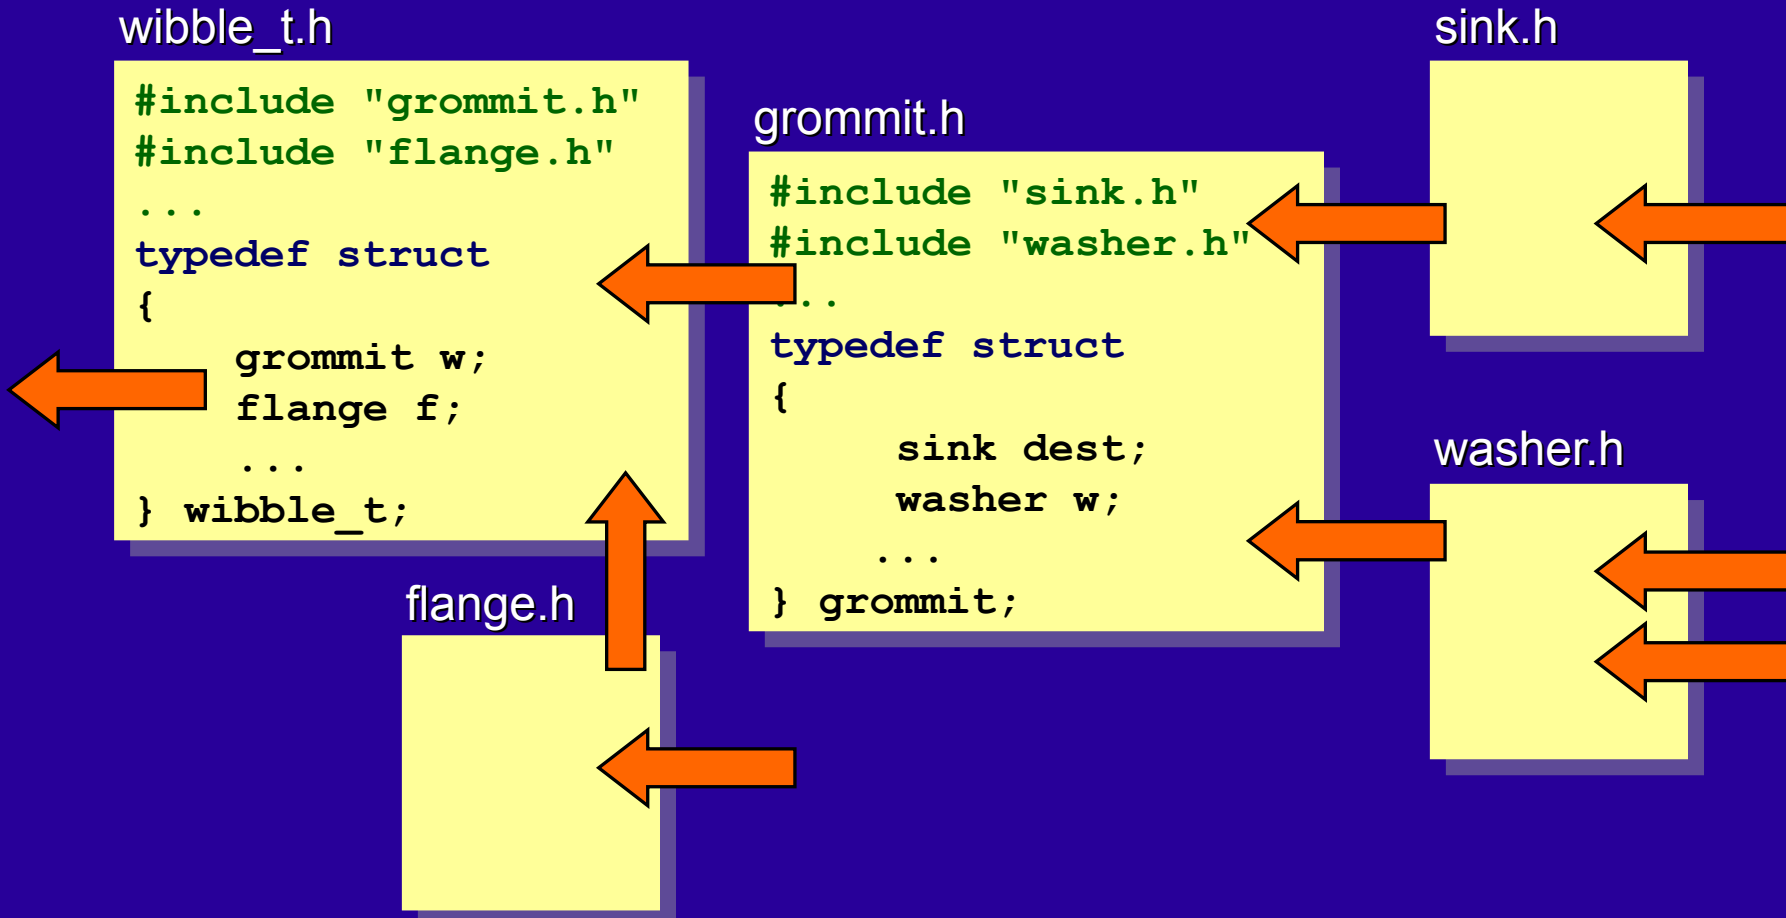 wibble_t.h
#include "grommit.h"
#include "flange.h"
...
typedef struct
{
    grommit w;
    flange f;
    ...
} wibble_t;
grommit.h
#include "sink.h"
#include "washer.h"
...
typedef struct
{
     sink dest;
     washer w;
    ...
} grommit;
sink.h
washer.h
flange.h